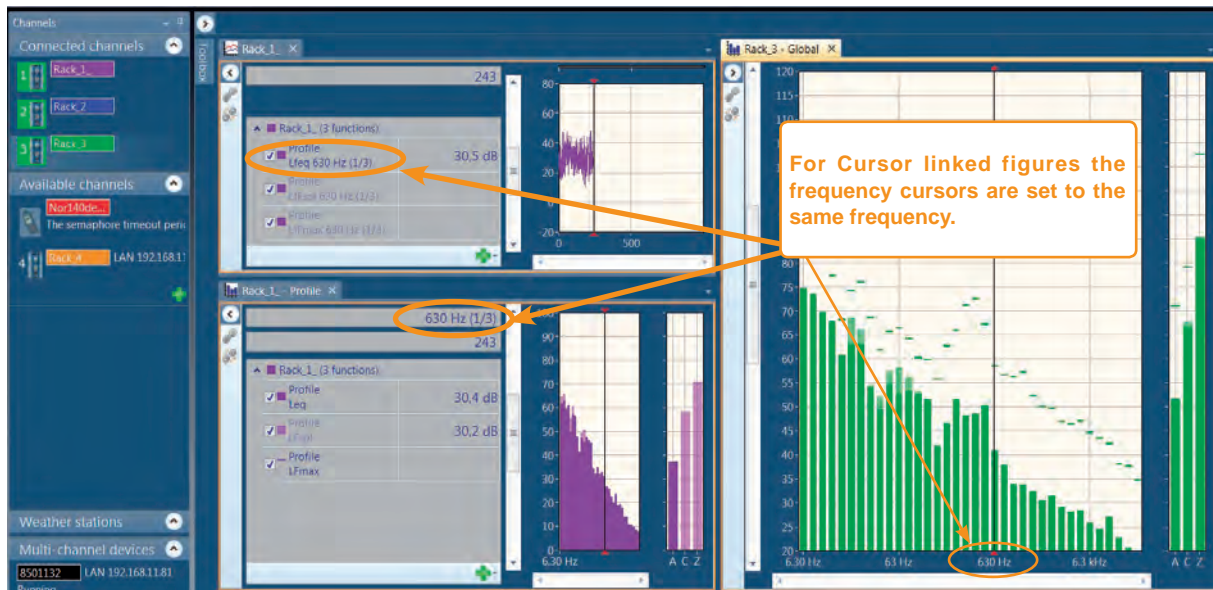 Channels
Connected channels
1 Rack_1_
2 Rack_2
3 Rack_3
Available channels
Nor140de...
The semaphore timeout peri
4 Rack_4 LAN 192.168.11
Weather stations
Multi-channel devices
8501132 LAN 192.168.11.81
Running
Toolbox
Rack_1_
243
Rack_1_ (3 functions)
Profile
Lfeq 630 Hz (1/3) 30,5 dB
Profile
630 Hz (1/3)
Profile
LFmax 630 Hz (1/3)
80
60
40
20
0
-20
0 500
Rack_1_ - Profile
630 Hz (1/3)
243
Rack_1_ (3 functions)
Profile
Leq 30,4 dB
Profile
30,2 dB
Profile
LFmax
100
90
80
70
60
50
40
30
20
10
0
6.30 Hz
A C Z
Rack_3 - Global
120
115
110
80
75
70
65
60
55
50
45
40
35
30
25
20
6.30 Hz 63 Hz 630 Hz 6.3 kHz
A C Z
For Cursor linked figures the
frequency cursors are set to the
same frequency.